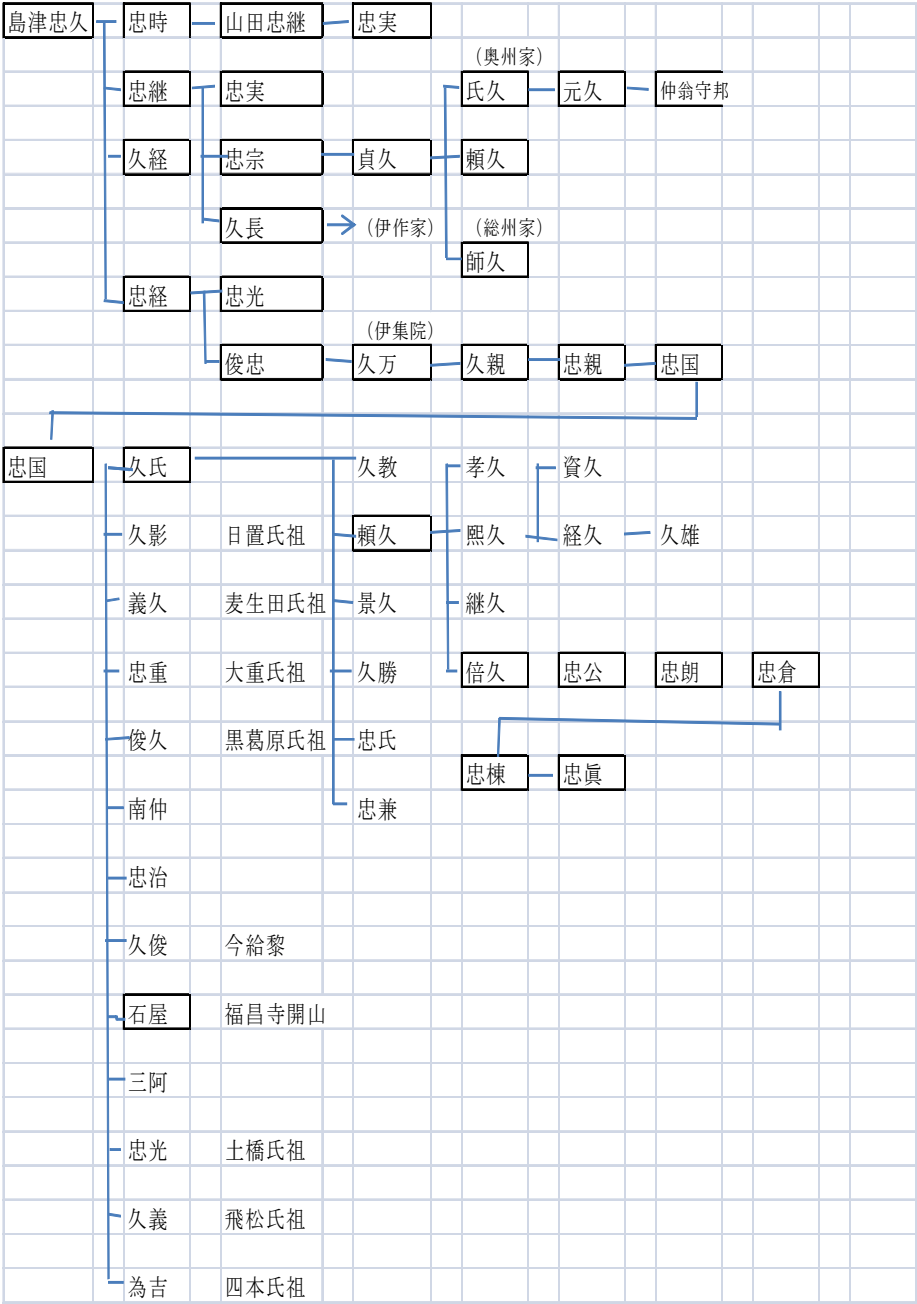 島津忠久 忠時 山田忠継 忠実
（奥州家）
忠継 忠実 氏久 元久 仲翁守邦
久経 忠宗 貞久 頼久
久長 （伊作家） （総州家）
師久
忠経 忠光
（伊集院）
俊忠 久万 久親 忠親 忠国
忠国 久氏 久教 孝久 資久
久影 日置氏祖 頼久 熙久 経久 久雄
義久 麦生田氏祖 景久 継久
忠重 大重氏祖 久勝 倍久 忠公 忠朗 忠倉
俊久 黒葛原氏祖 忠氏
忠棟 忠眞
南仲 忠兼
忠治
久俊 今給黎
石屋 福昌寺開山
三阿
忠光 土橋氏祖
久義 飛松氏祖
為吉 四本氏祖